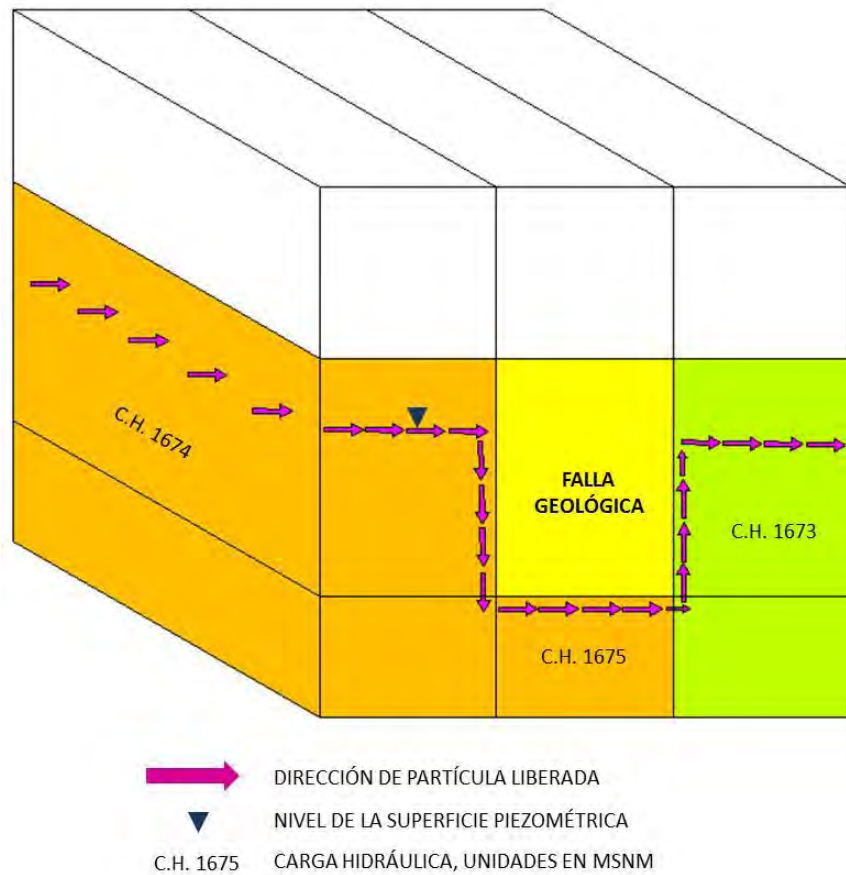 C.H. 1674
FALLA
GEOLÓGICA
C.H. 1673
C.H. 1675
DIRECCIÓN DE PARTÍCULA LIBERADA
NIVEL DE LA SUPERFICIE PIEZOMÉTRICA
C.H. 1675 CARGA HIDRÁULICA, UNIDADES EN MSNM